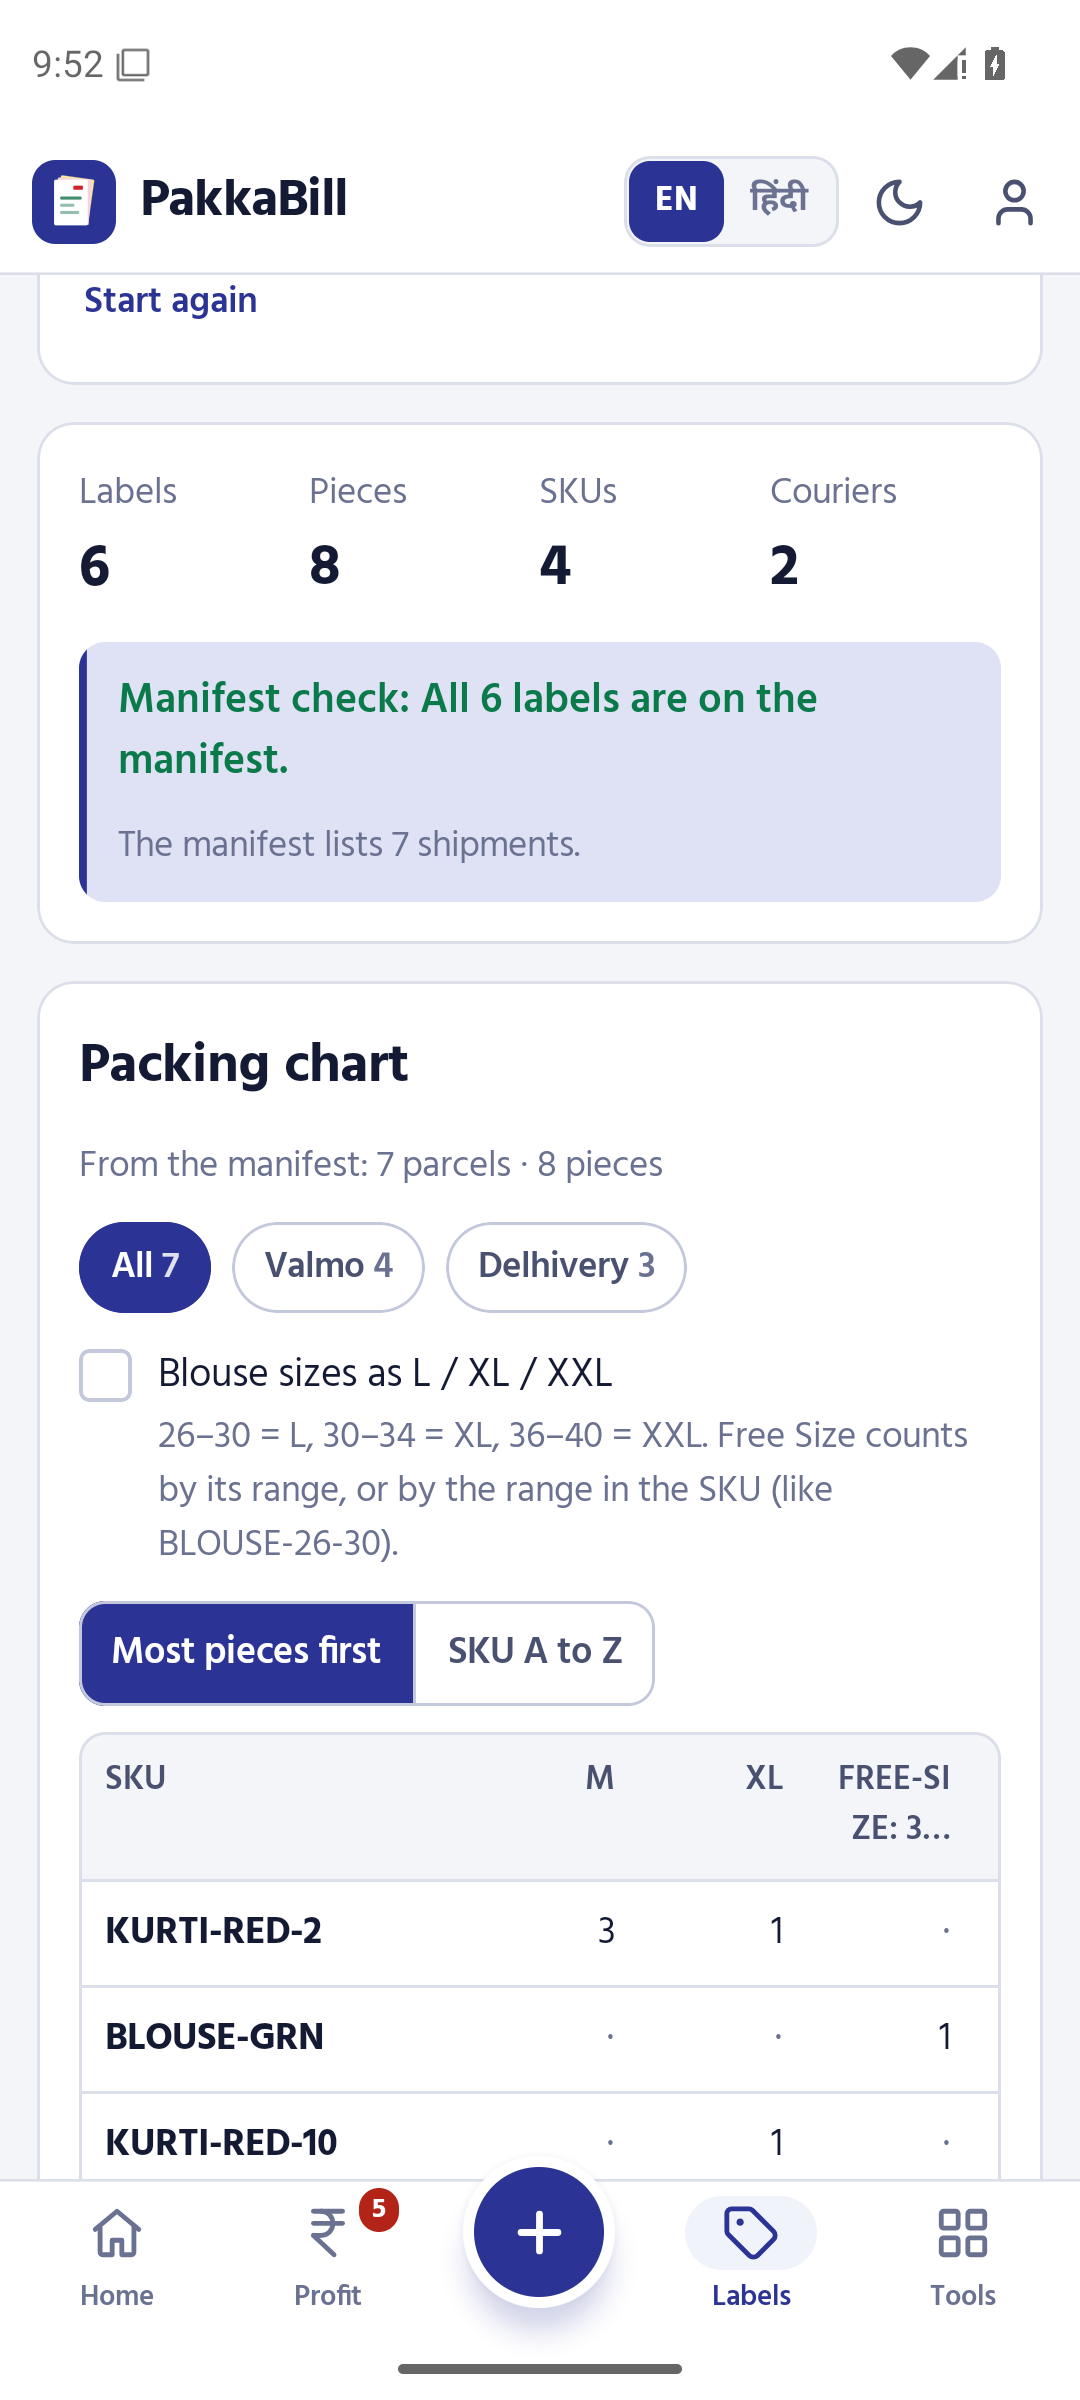 9:52
PakkaBill
EN हिंदी
Start again
Labels Pieces SKUs Couriers
6 8 4 2
Manifest check: All 6 labels are on the
manifest.
The manifest lists 7 shipments.
Packing chart
From the manifest: 7 parcels · 8 pieces
All 7 Valmo 4 Delhivery 3
Blouse sizes as L / XL / XXL
26–30 = L, 30–34 = XL, 36–40 = XXL. Free Size counts
by its range, or by the range in the SKU (like
BLOUSE-26-30).
Most pieces first SKU A to Z
SKU M XL FREE-SI
ZE: 3...
KURTI-RED-2 3 1 ·
BLOUSE-GRN · · 1
KURTI-RED-10 · 1 ·
5
Home Profit Labels Tools